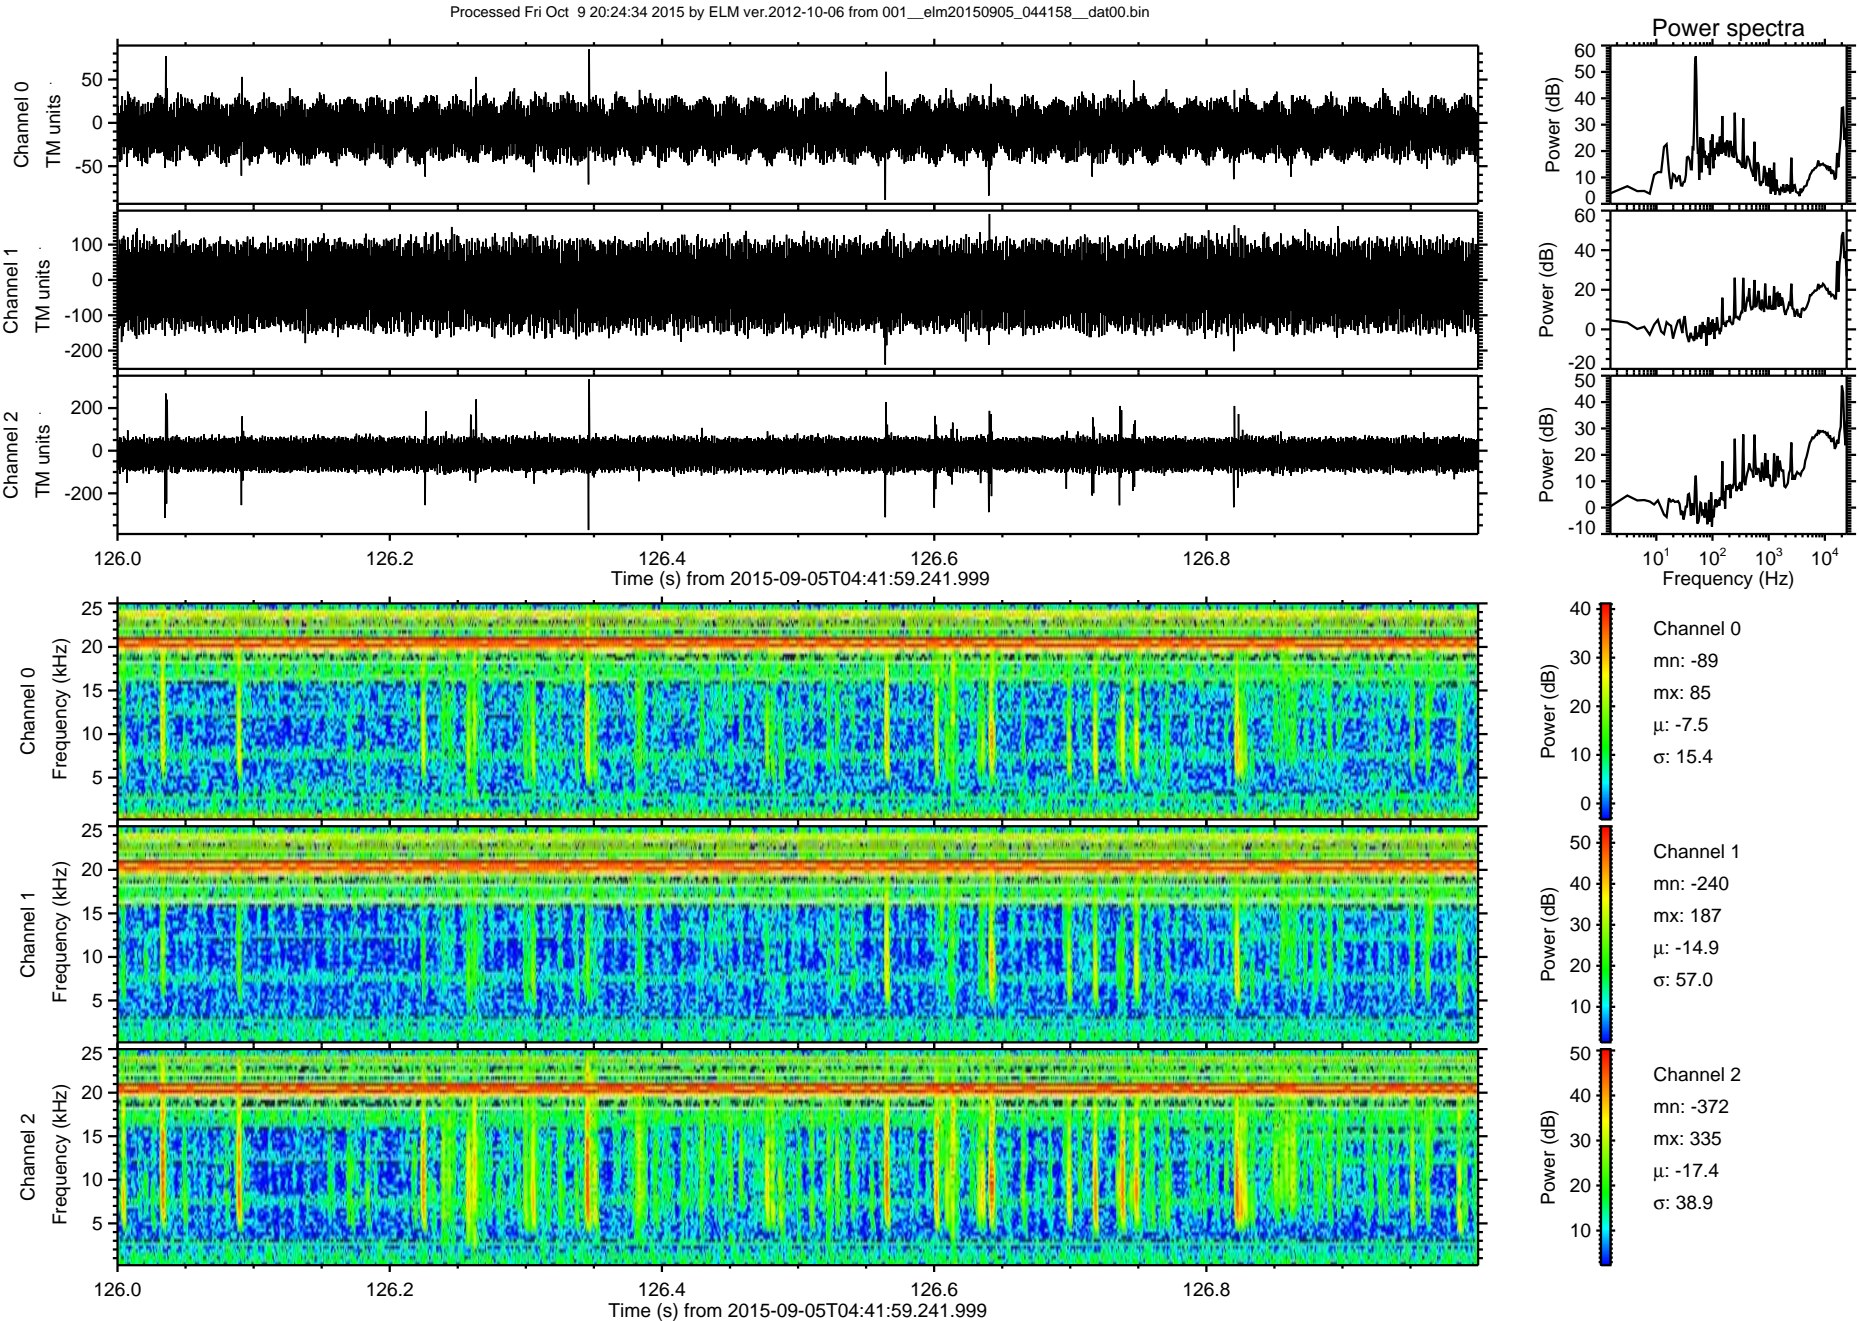 Processed Fri Oct  9 20:24:34 2015 by ELM ver.2012-10-06 from 001__elm20150905_044158__dat00.bin
Power spectra
Channel 0
TM units
50
0
-50
Power (dB)
60
50
40
30
20
10
0
Channel 1
TM units
100
0
-100
-200
Power (dB)
60
40
20
0
-20
Channel 2
TM units
200
0
-200
Power (dB)
50
40
30
20
10
0
-10
126.0 126.2 126.4 126.6 126.8
Time (s) from 2015-09-05T04:41:59.241.999
10¹ 10² 10³ 10⁴
Frequency (Hz)
Channel 0
Frequency (kHz)
25
20
15
10
5
Power (dB)
40
30
20
10
0
Channel 0
mn: -89
mx: 85
μ: -7.5
σ: 15.4
Channel 1
Frequency (kHz)
25
20
15
10
5
Power (dB)
50
40
30
20
10
Channel 1
mn: -240
mx: 187
μ: -14.9
σ: 57.0
Channel 2
Frequency (kHz)
25
20
15
10
5
Power (dB)
50
40
30
20
10
Channel 2
mn: -372
mx: 335
μ: -17.4
σ: 38.9
126.0 126.2 126.4 126.6 126.8
Time (s) from 2015-09-05T04:41:59.241.999